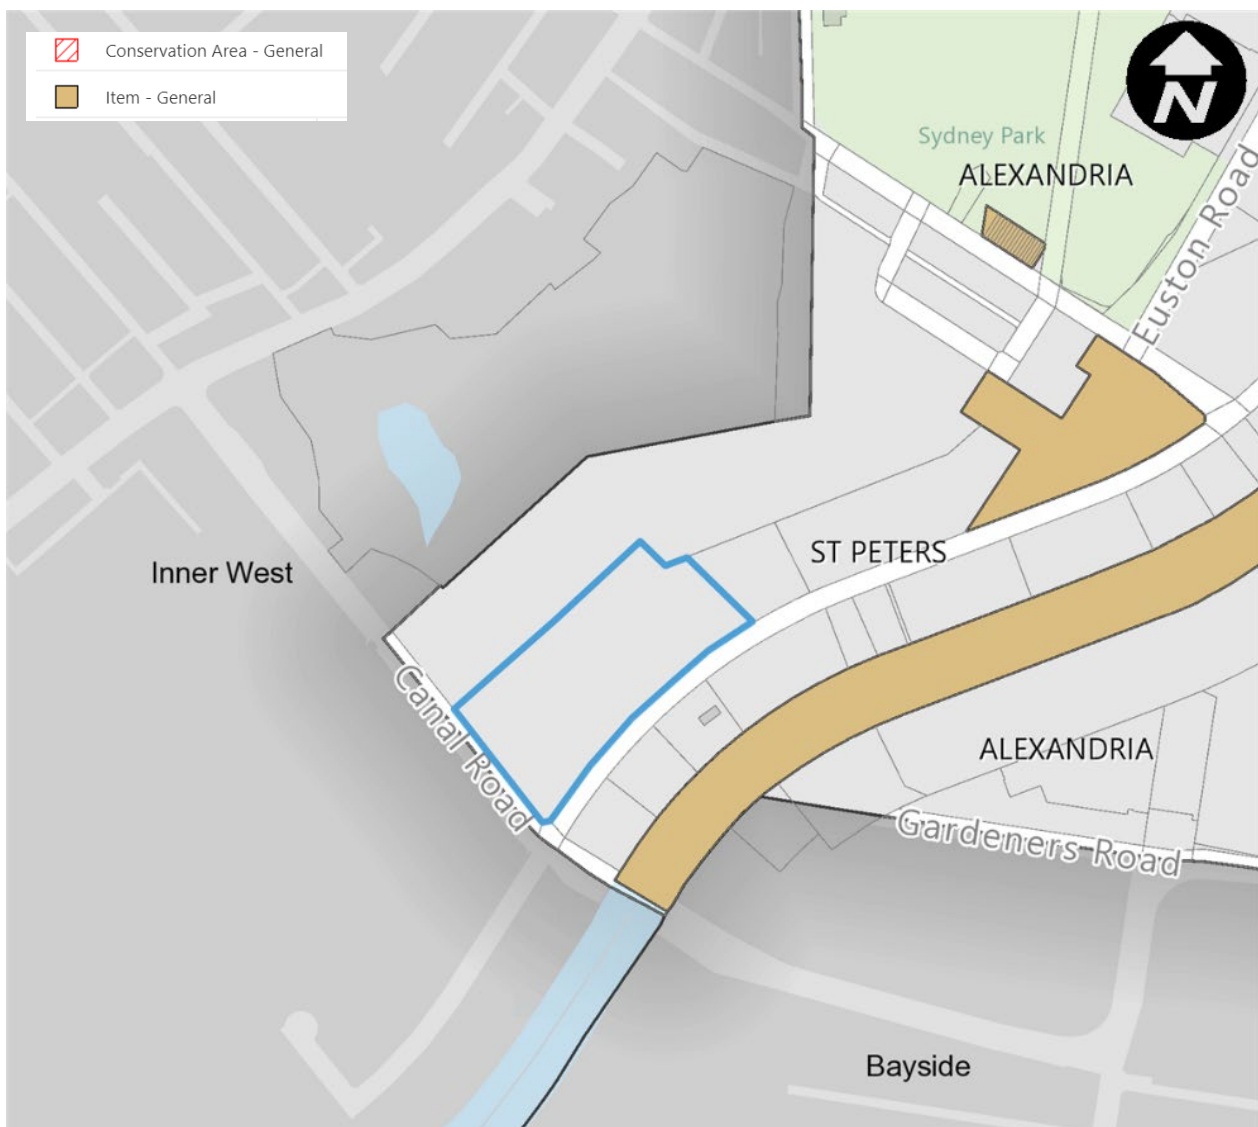 Conservation Area - General
Item - General
N
Sydney Park
ALEXANDRIA
Euston Road
ST PETERS
Inner West
Canal Road
ALEXANDRIA
Gardeners Road
Bayside